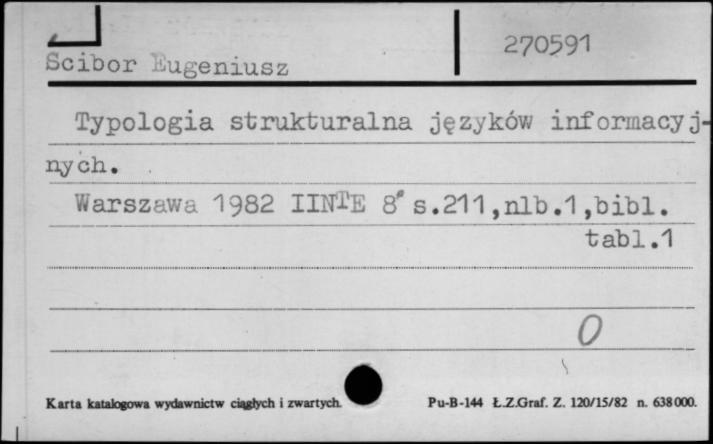 Scibor Eugeniusz
270591
Typologia strukturalna języków informacyj-
nych.
Warszawa 1982 IINTE 8° s.211,nlb.1,bibl.
tabl.1
0
Karta katalogowa wydawnictw ciągłych i zwartych.
Pu-B-144 Ł.Z.Graf. Z. 120/15/82 n. 638000.